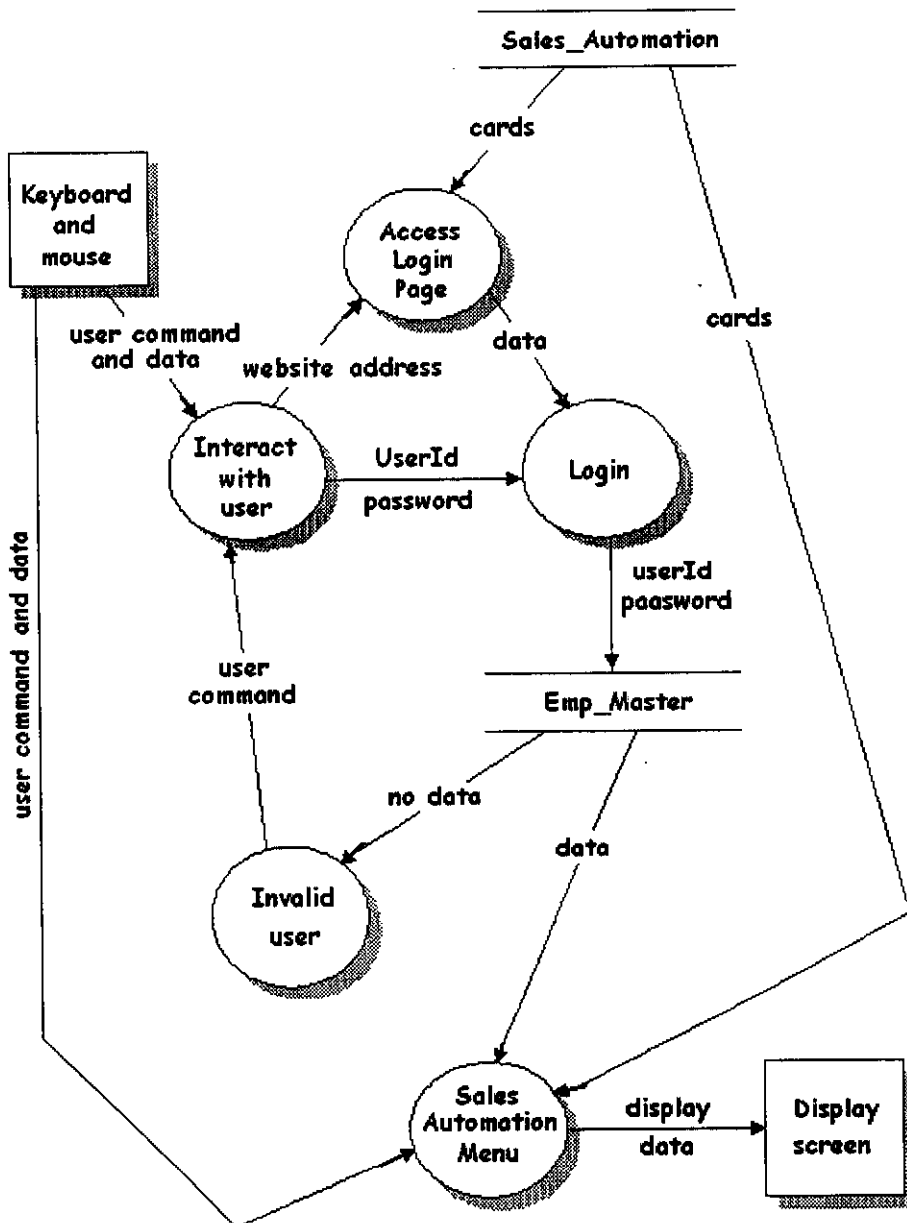 Sales_Automation
cards
Keyboard
and
mouse
Access
Login
Page
cards
user command
and data
website address
data
Interact
with
user
UserId
password
Login
userId
paasword
user command and data
user
command
Emp_Master
no data
data
Invalid
user
Sales
Automation
Menu
display
data
Display
screen